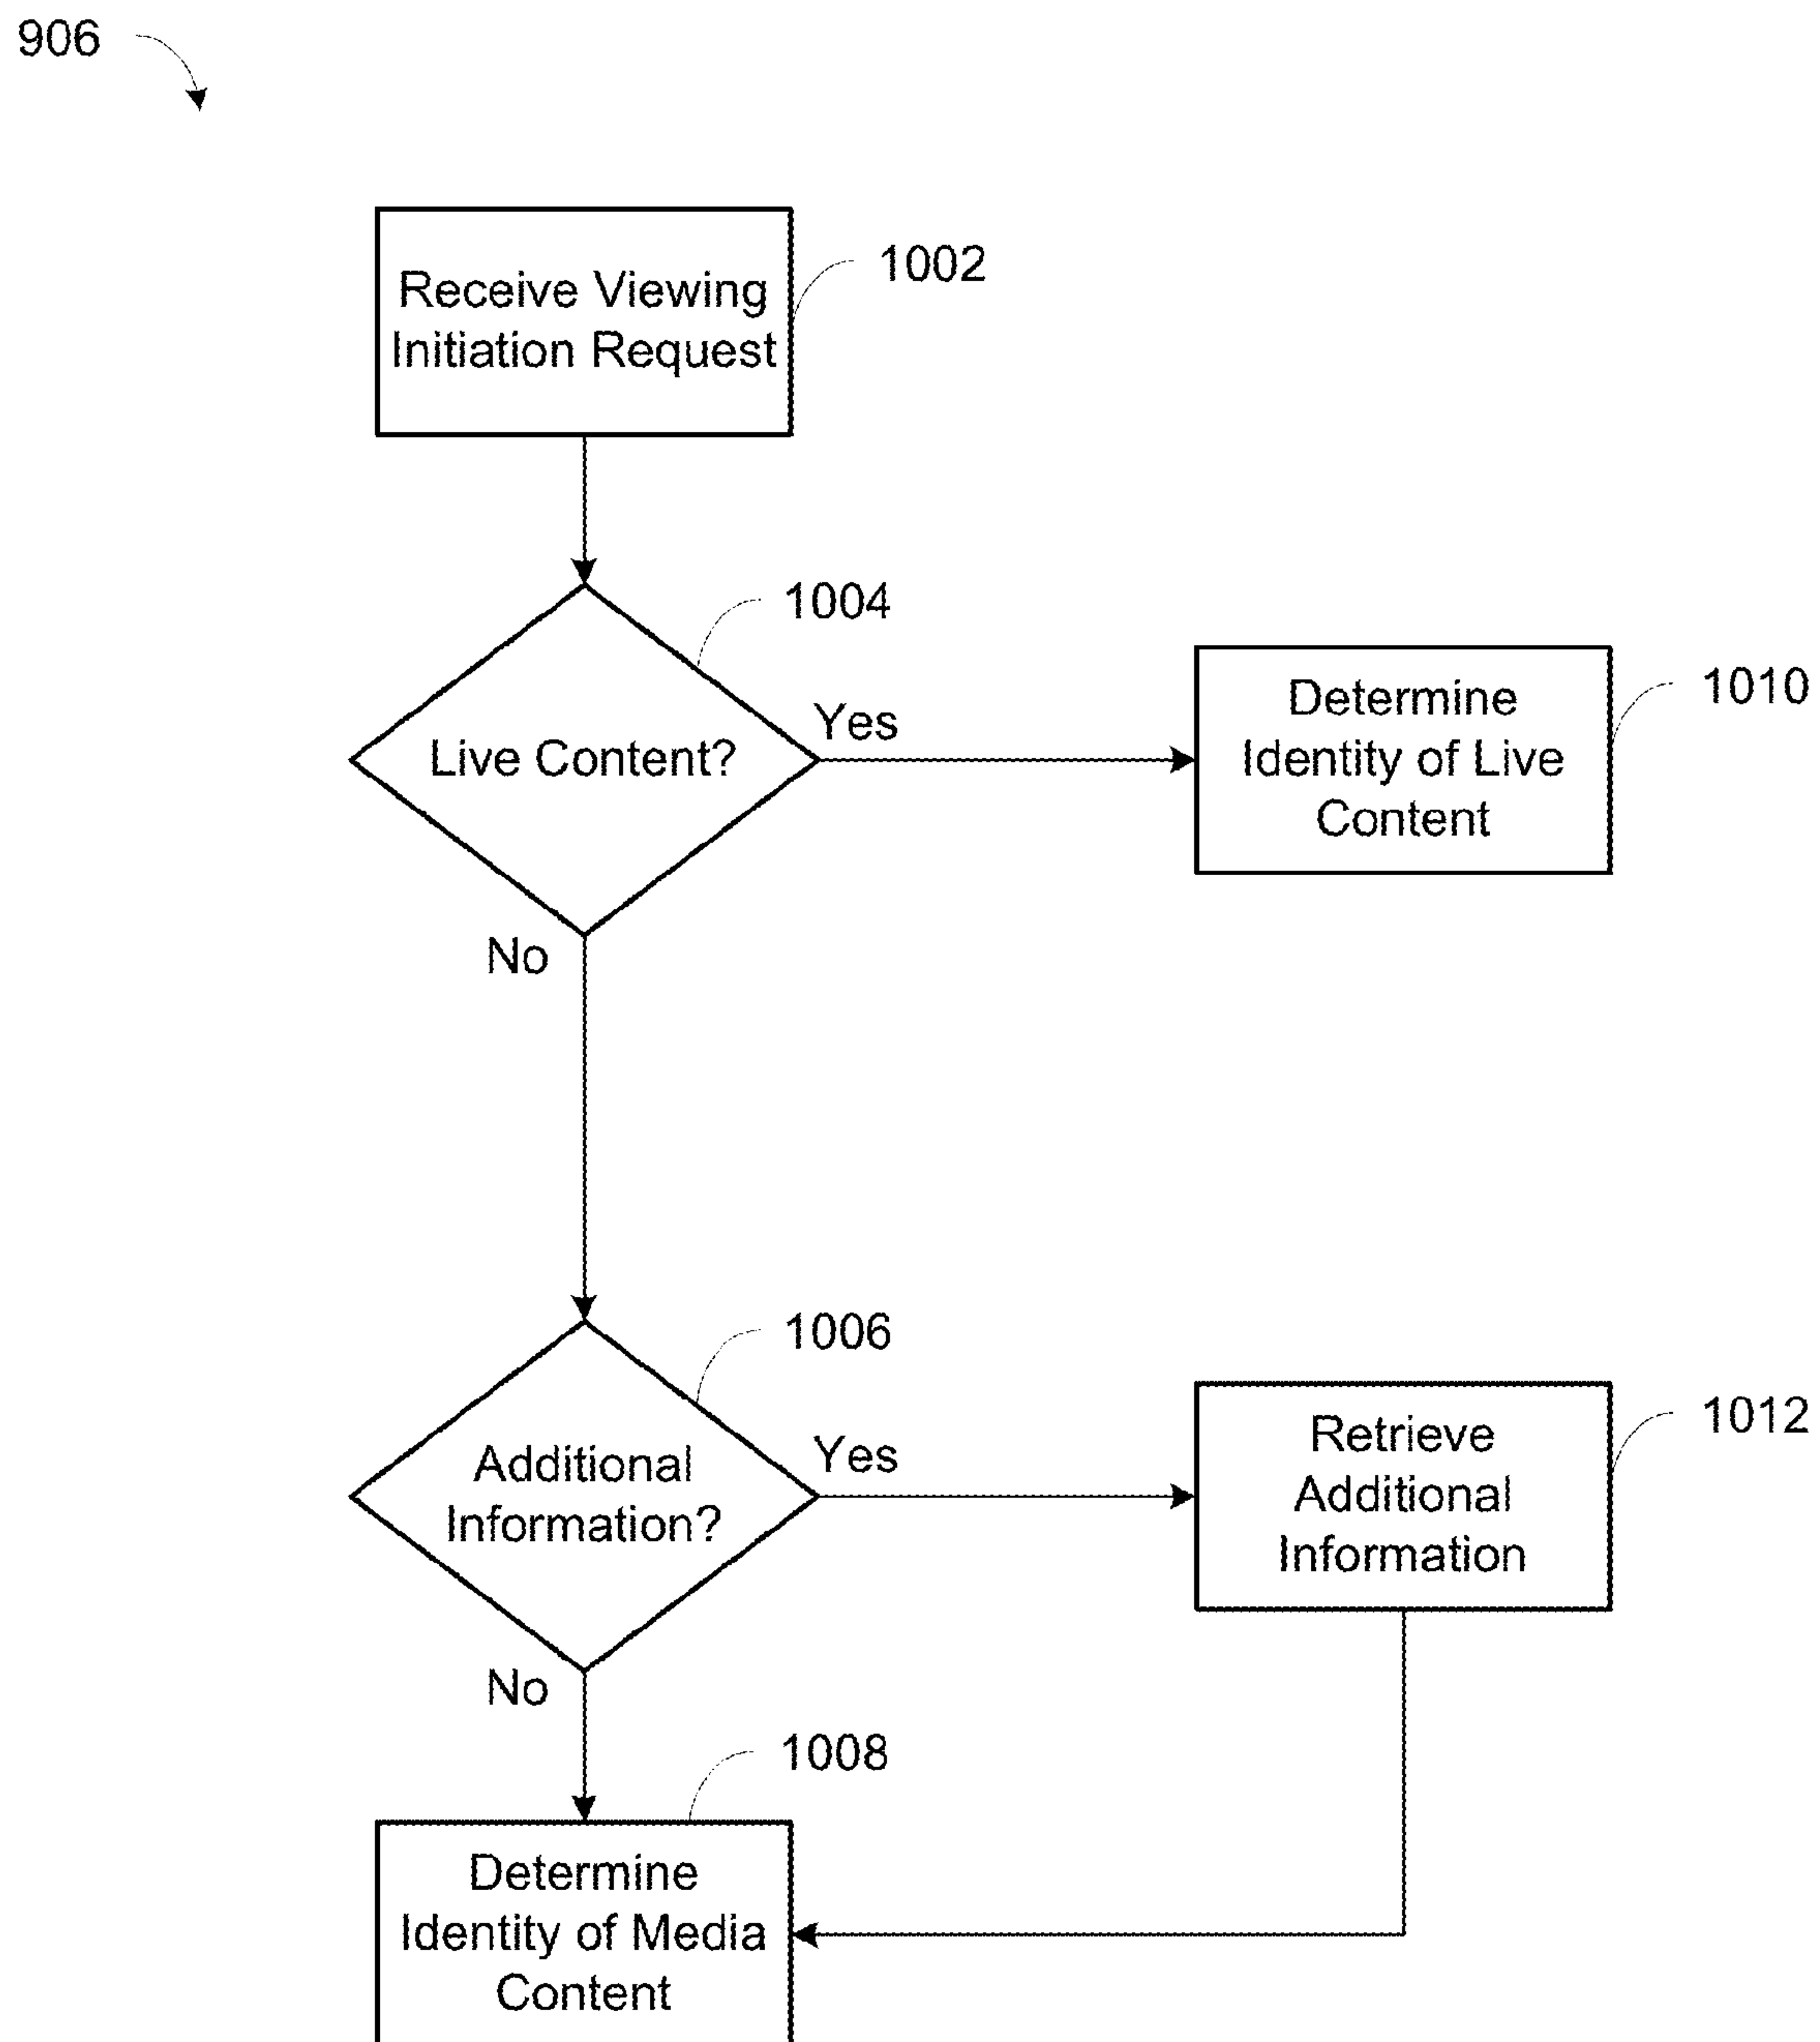 906
Receive Viewing
Initiation Request
1002
1004
Live Content?
Yes
Determine
Identity of Live
Content
1010
No
1006
Additional
Information?
Yes
Retrieve
Additional
Information
1012
No
1008
Determine
Identity of Media
Content